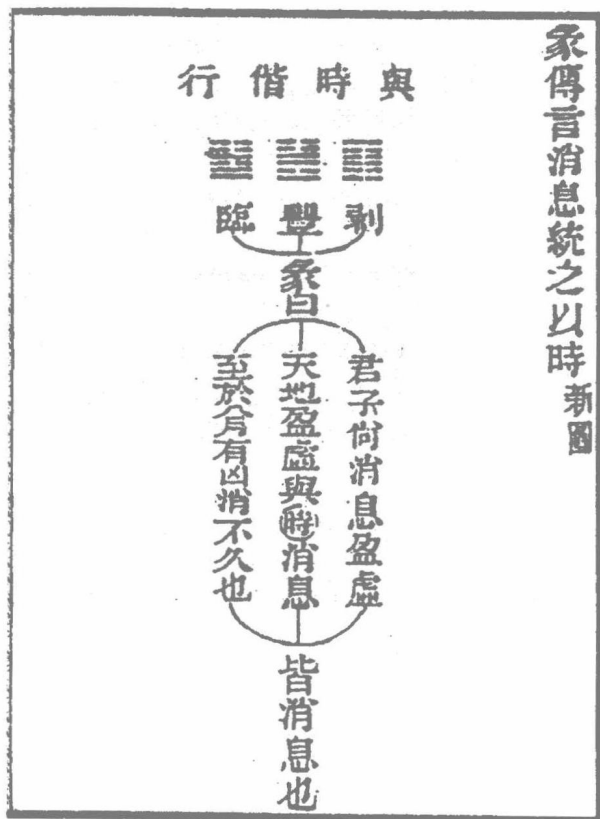 彖傳言消息統之以時 新圖
與時偕行
剝 豐 臨
彖曰
君子尚消息盈虛
天地盈虛與時消息
至於八月有凶消不久也
皆消息也